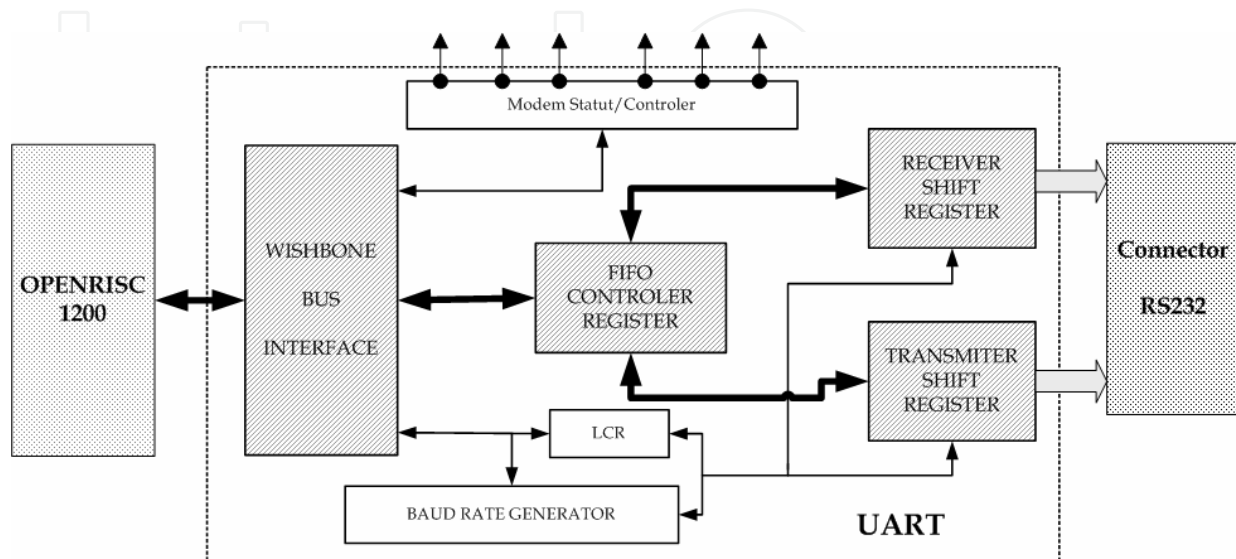 Modem Statut/Controler
OPENRISC
1200
WISHBONE
BUS
INTERFACE
FIFO
CONTROLER
REGISTER
RECEIVER
SHIFT
REGISTER
TRANSMITER
SHIFT
REGISTER
Connector
RS232
LCR
BAUD RATE GENERATOR
UART